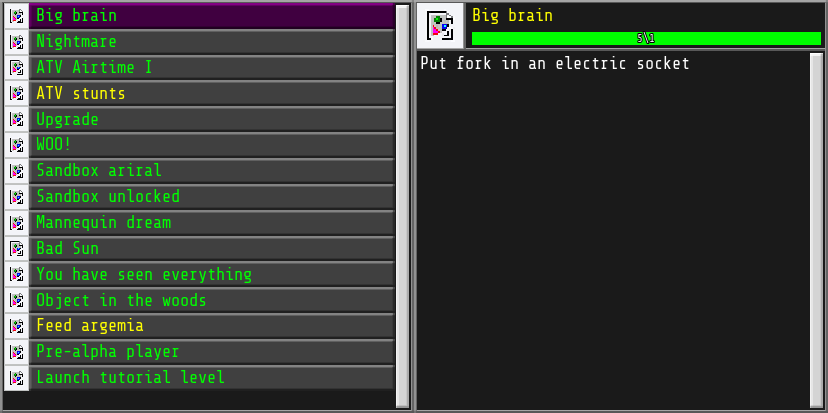 Big brain
Nightmare
ATV Airtime I
ATV stunts
Upgrade
WOO!
Sandbox ariral
Sandbox unlocked
Mannequin dream
Bad Sun
You have seen everything
Object in the woods
Feed argemia
Pre-alpha player
Launch tutorial level
Big brain
5\1
Put fork in an electric socket